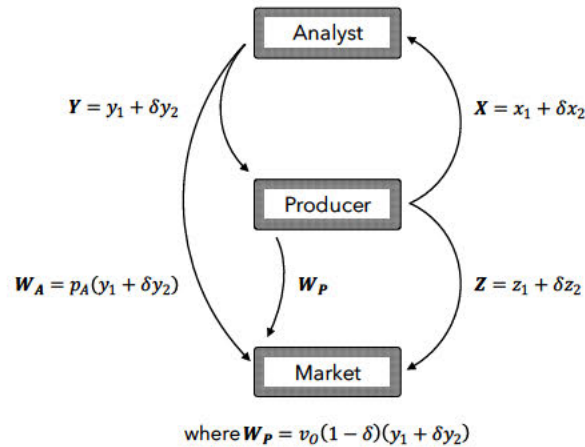 Analyst
Y = y₁ + δy₂
X = x₁ + δx₂
Producer
W_A = p_A(y₁ + δy₂)
W_P
Z = z₁ + δz₂
Market
where W_P = v_O(1 − δ)(y₁ + δy₂)